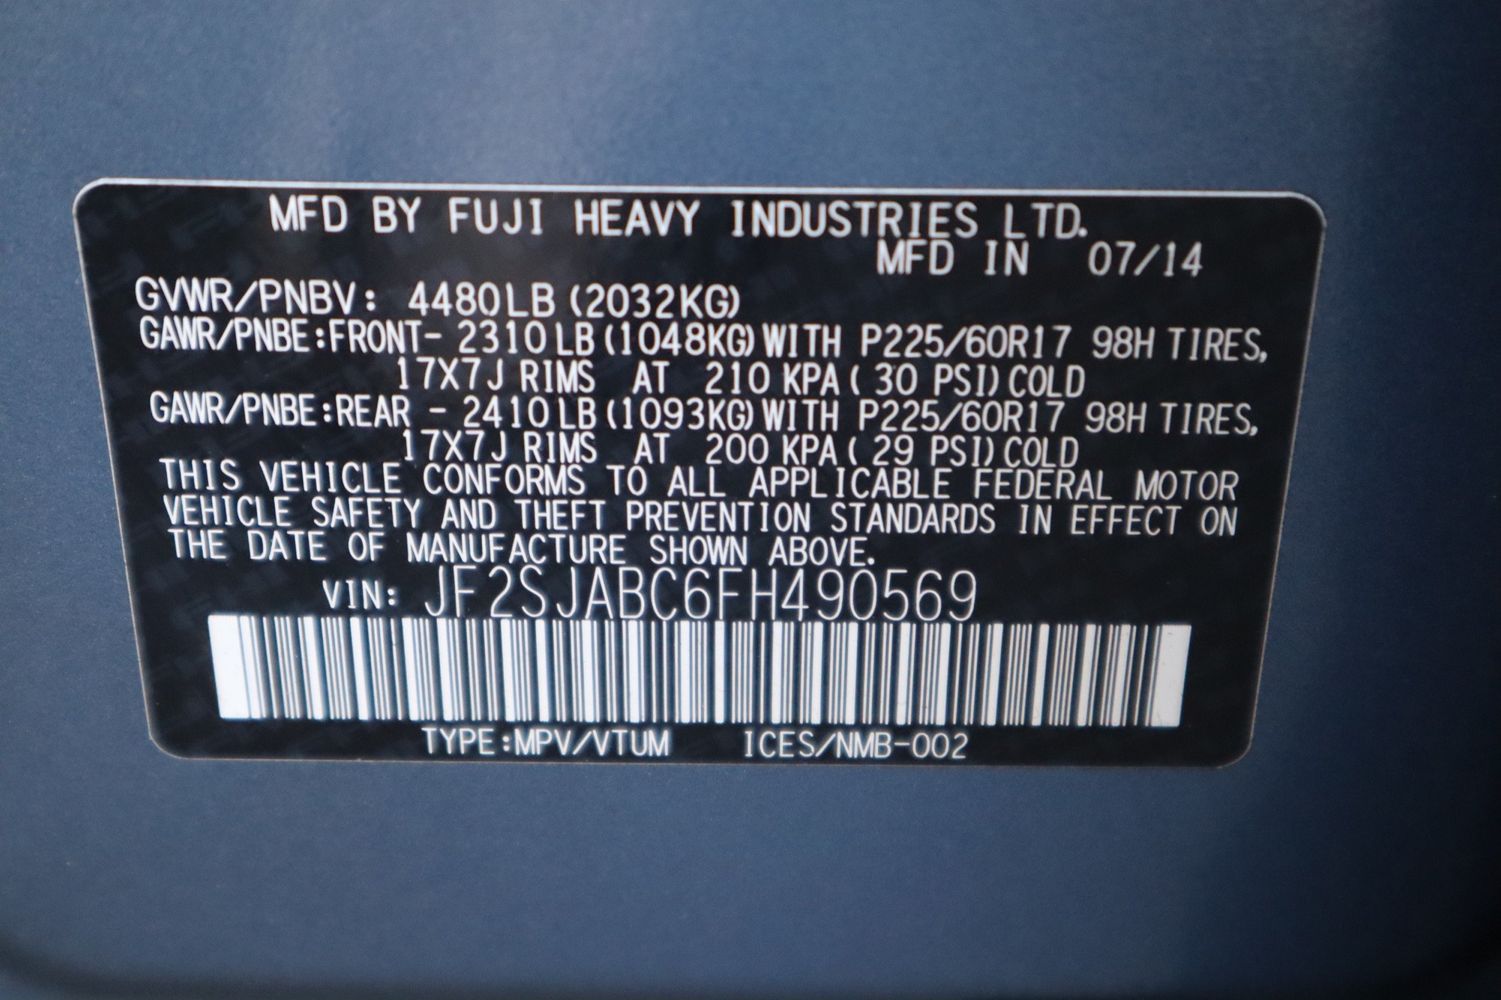 MFD BY FUJI HEAVY INDUSTRIES LTD.
MFD IN 07/14
GVWR/PNBV: 4480LB (2032KG)
GAWR/PNBE:FRONT- 2310LB (1048KG) WITH P225/60R17 98H TIRES,
17X7J RIMS AT 210 KPA ( 30 PSI) COLD
GAWR/PNBE:REAR - 2410LB (1093KG) WITH P225/60R17 98H TIRES,
17X7J RIMS AT 200 KPA ( 29 PSI) COLD
THIS VEHICLE CONFORMS TO ALL APPLICABLE FEDERAL MOTOR
VEHICLE SAFETY AND THEFT PREVENTION STANDARDS IN EFFECT ON
THE DATE OF MANUFACTURE SHOWN ABOVE.
VIN: JF2SJABC6FH490569
TYPE:MPV/VTUM ICES/NMB-002